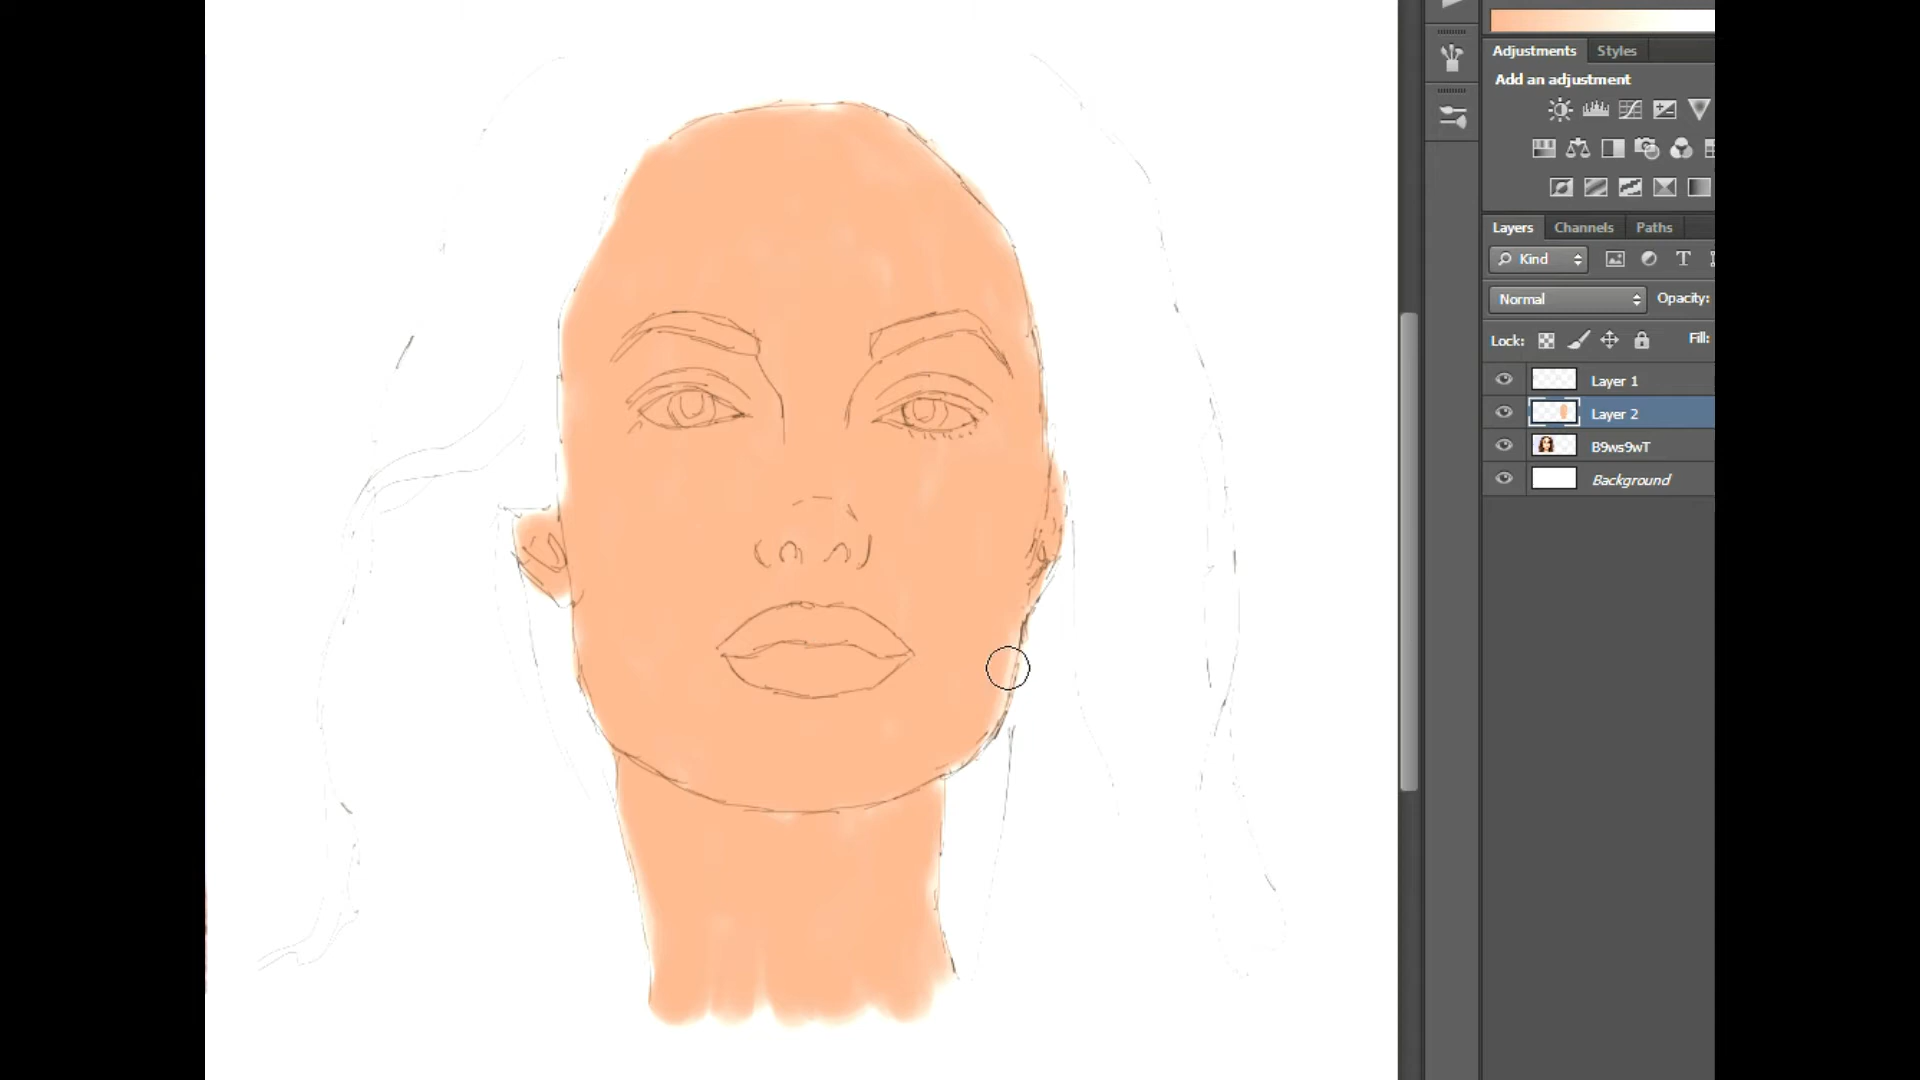 Adjustments Styles
Add an adjustment
Layers Channels Paths
Kind T
Normal Opacity:
Lock: Fill:
Layer 1
Layer 2
B9ws9wT
Background